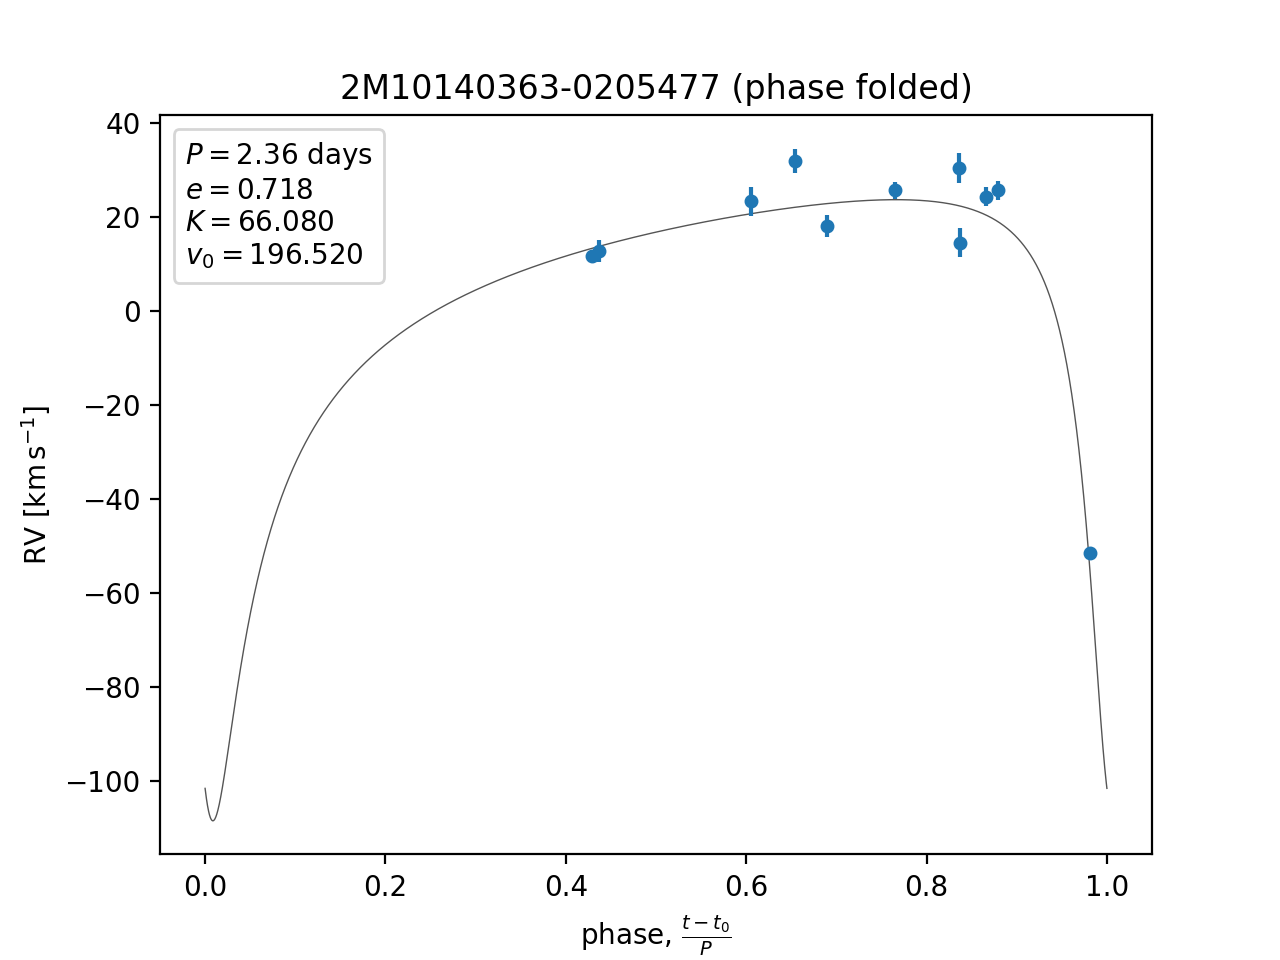 2M10140363-0205477 (phase folded)
P = 2.36 days
e = 0.718
K = 66.080
v₀ = 196.520
40
20
0
−20
−40
−60
−80
−100
RV [km s⁻¹]
0.0 0.2 0.4 0.6 0.8 1.0
phase, (t − t₀)/P